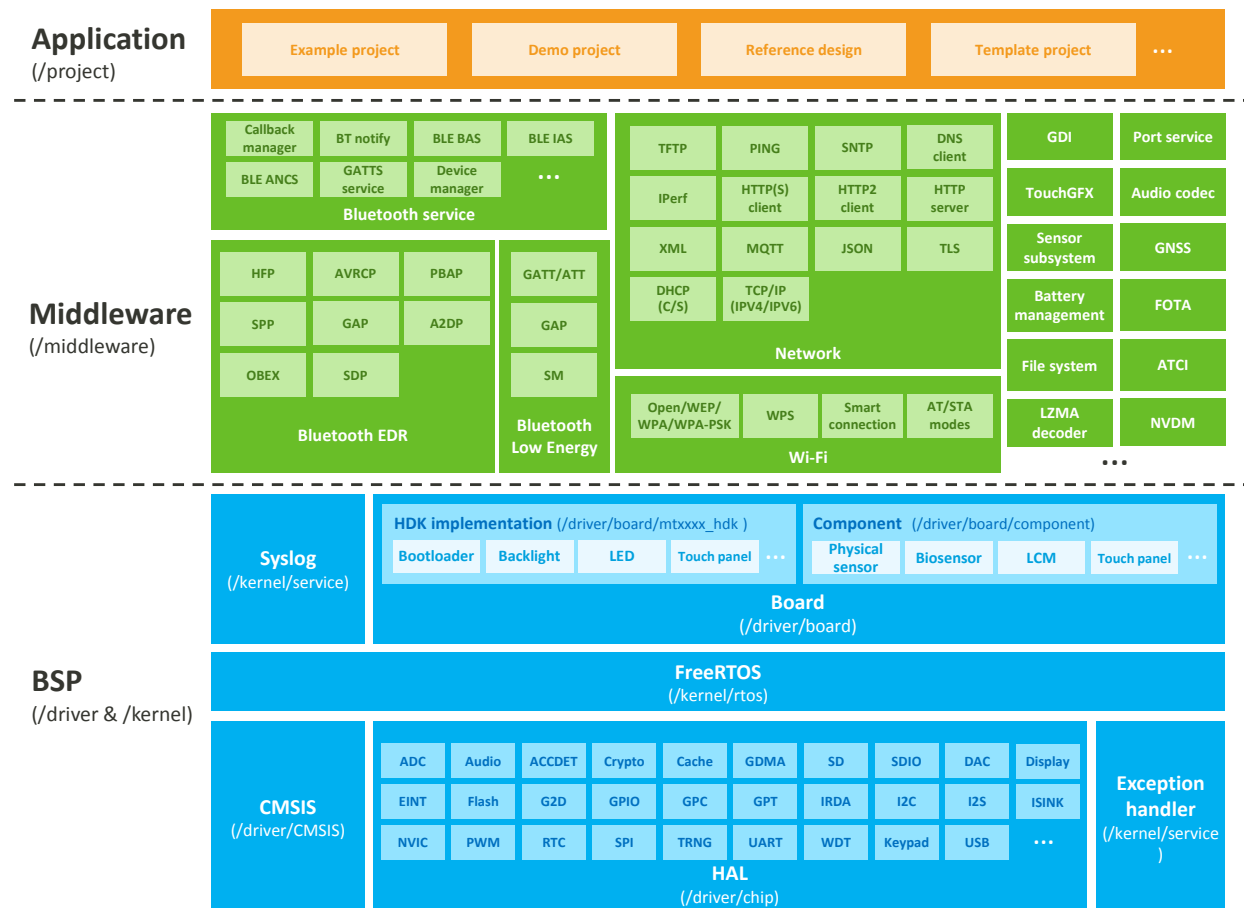 Application
(/project)
Example project
Demo project
Reference design
Template project
...
Middleware
(/middleware)
Callback
manager
BT notify
BLE BAS
BLE IAS
BLE ANCS
GATTS
service
Device
manager
...
Bluetooth service
HFP
AVRCP
PBAP
SPP
GAP
A2DP
OBEX
SDP
Bluetooth EDR
GATT/ATT
GAP
SM
Bluetooth
Low Energy
TFTP
PING
SNTP
DNS
client
IPerf
HTTP(S)
client
HTTP2
client
HTTP
server
XML
MQTT
JSON
TLS
DHCP
(C/S)
TCP/IP
(IPV4/IPV6)
Network
Open/WEP/
WPA/WPA-PSK
WPS
Smart
connection
AT/STA
modes
Wi-Fi
GDI
Port service
TouchGFX
Audio codec
Sensor
subsystem
GNSS
Battery
management
FOTA
File system
ATCI
LZMA
decoder
NVDM
...
BSP
(/driver & /kernel)
Syslog
(/kernel/service)
HDK implementation (/driver/board/mtxxxx_hdk )
Bootloader
Backlight
LED
Touch panel
...
Component (/driver/board/component)
Physical
sensor
Biosensor
LCM
Touch panel
...
Board
(/driver/board)
FreeRTOS
(/kernel/rtos)
CMSIS
(/driver/CMSIS)
ADC
Audio
ACCDET
Crypto
Cache
GDMA
SD
SDIO
DAC
Display
EINT
Flash
G2D
GPIO
GPC
GPT
IRDA
I2C
I2S
ISINK
NVIC
PWM
RTC
SPI
TRNG
UART
WDT
Keypad
USB
...
HAL
(/driver/chip)
Exception
handler
(/kernel/service
)